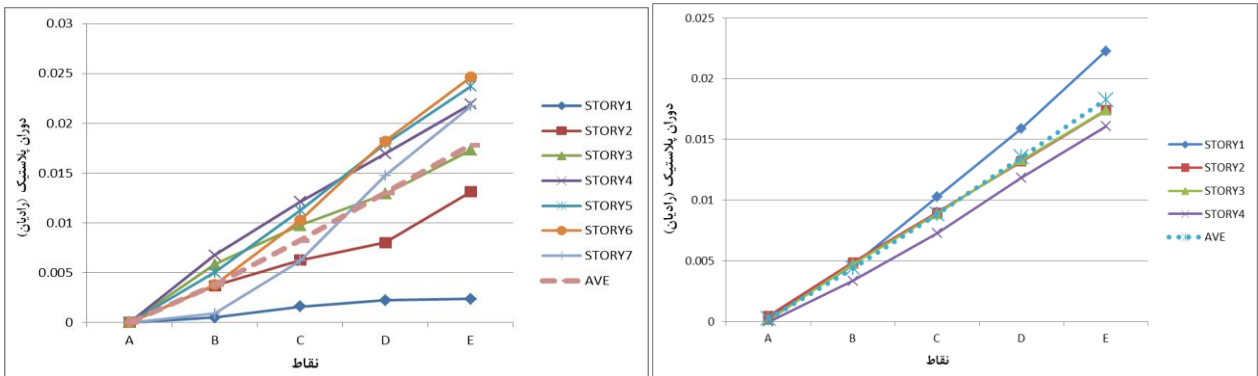 0.03
0.025
0.02
0.015
0.01
0.005
0
دوران پلاستیک (رادیان)
A B C D E
نقاط
STORY1
STORY2
STORY3
STORY4
STORY5
STORY6
STORY7
AVE
0.025
0.02
0.015
0.01
0.005
0
دوران پلاستیک (رادیان)
A B C D E
نقاط
STORY1
STORY2
STORY3
STORY4
AVE